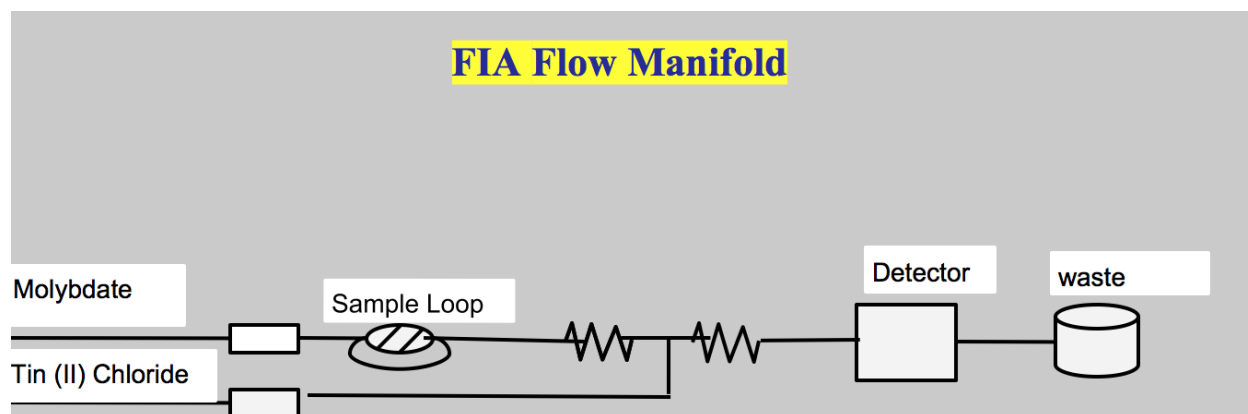 FIA Flow Manifold
Molybdate
Sample Loop
Detector
waste
Tin (II) Chloride